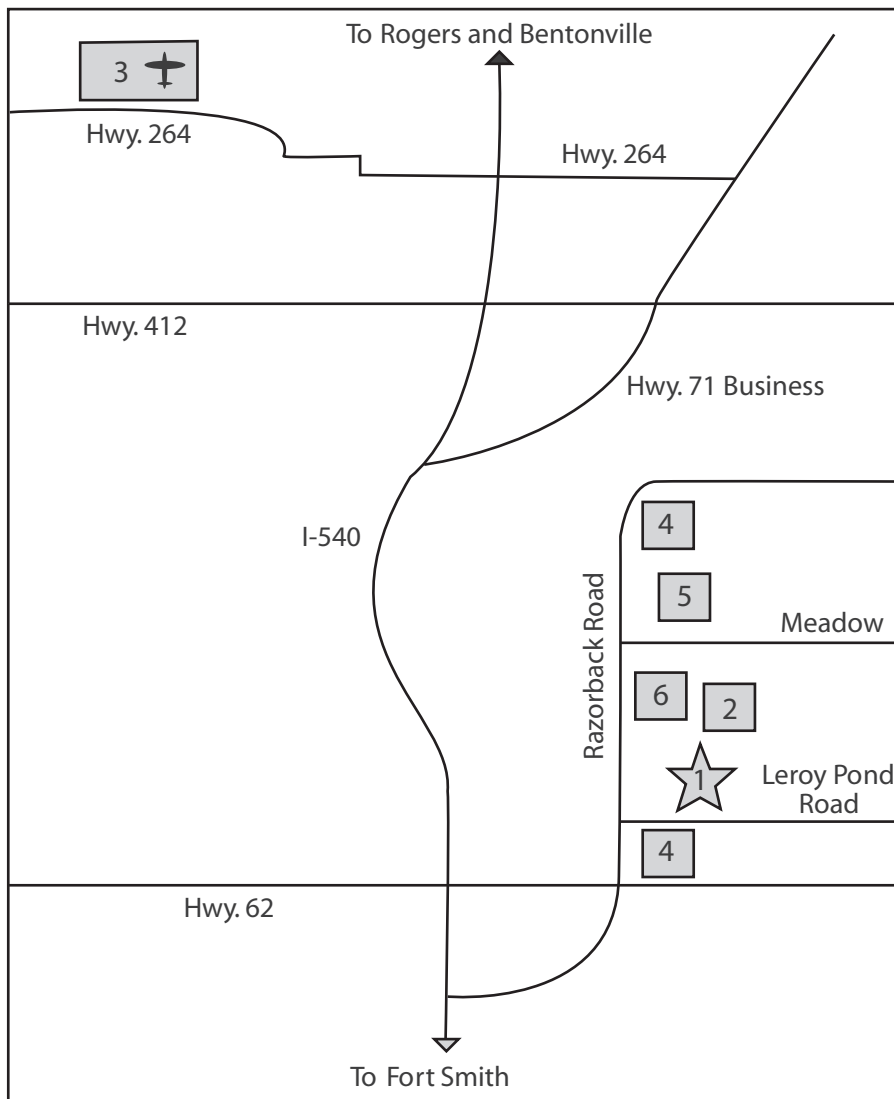 To Rogers and Bentonville
3
Hwy. 264
Hwy. 264
Hwy. 412
Hwy. 71 Business
I-540
4
5
Razorback Road
Meadow
6
2
1
Leroy Pond
Road
4
Hwy. 62
To Fort Smith